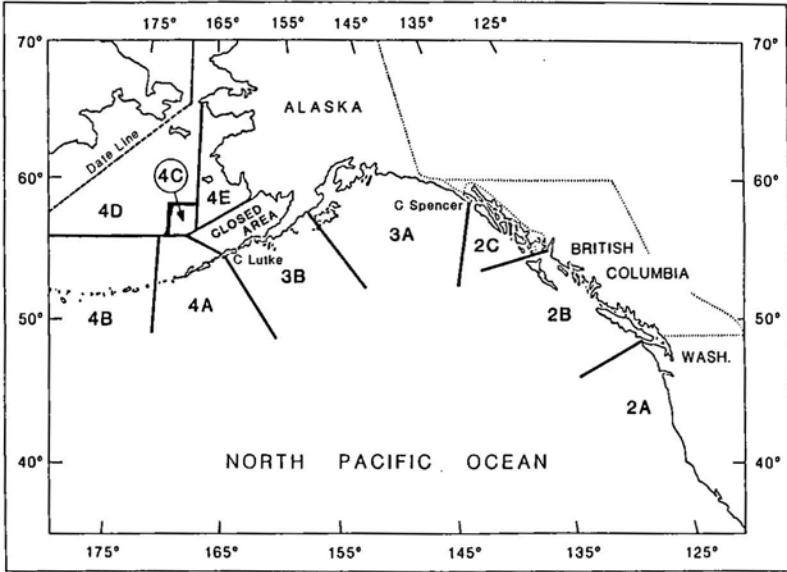 175° 165° 155° 145° 135° 125°
70° 70°
ALASKA
Date Line
4C
60° 4E 60°
4D
CLOSED AREA
C Spencer
3A
2C
BRITISH
COLUMBIA
C Lutke
3B
4B 4A
2B
50° 50°
WASH.
2A
40° NORTH PACIFIC OCEAN 40°
175° 165° 155° 145° 135° 125°